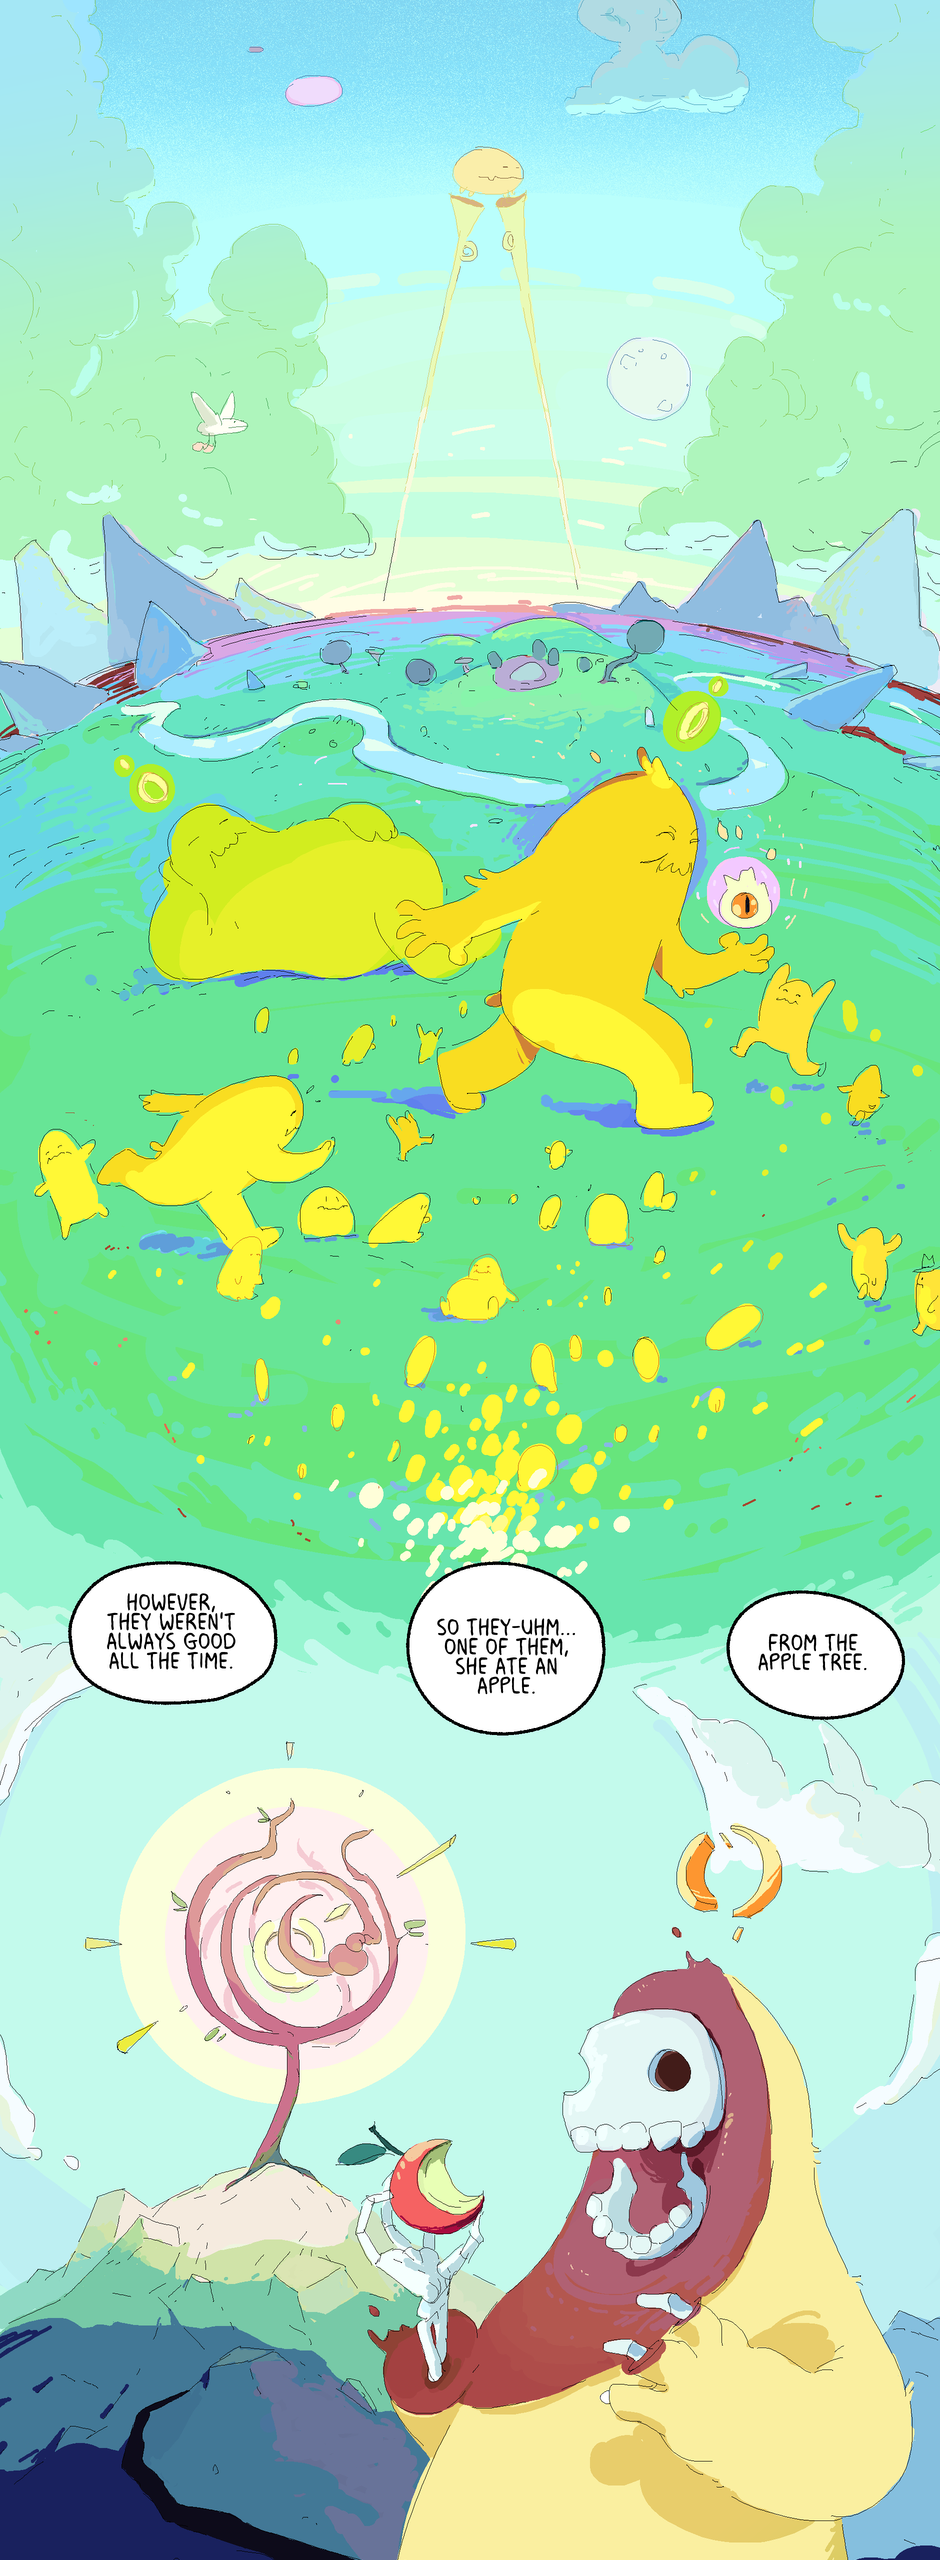 HOWEVER,
THEY WEREN'T
ALWAYS GOOD
ALL THE TIME.
SO THEY-UHM...
ONE OF THEM,
SHE ATE AN
APPLE.
FROM THE
APPLE TREE.